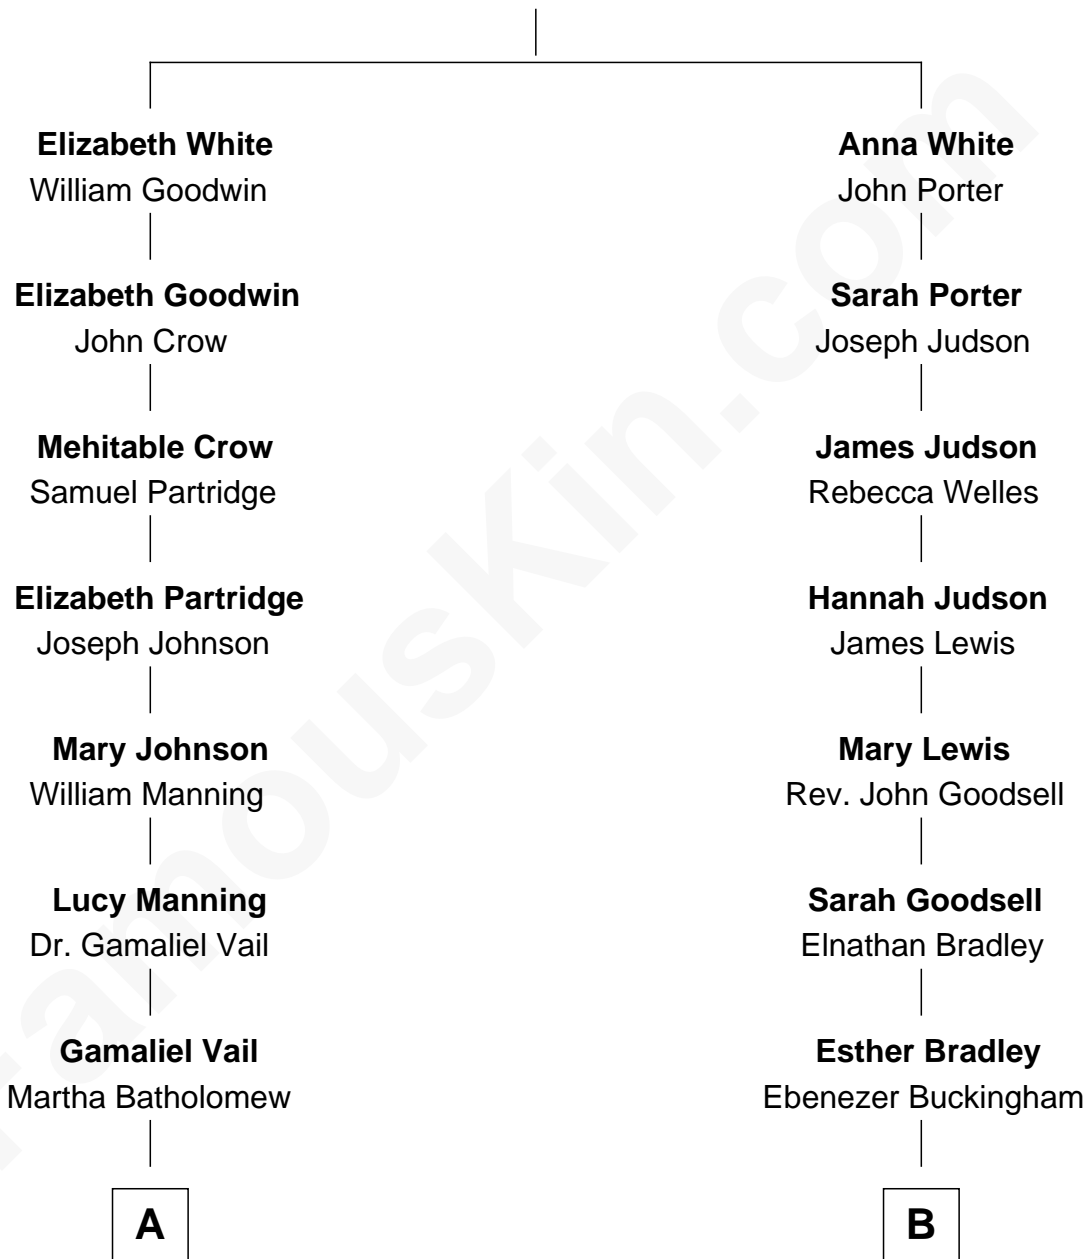 Elizabeth White
William Goodwin
Elizabeth Goodwin
John Crow
Mehitable Crow
Samuel Partridge
Elizabeth Partridge
Joseph Johnson
Mary Johnson
William Manning
Lucy Manning
Dr. Gamaliel Vail
Gamaliel Vail
Martha Batholomew
A
Anna White
John Porter
Sarah Porter
Joseph Judson
James Judson
Rebecca Welles
Hannah Judson
James Lewis
Mary Lewis
Rev. John Goodsell
Sarah Goodsell
Elnathan Bradley
Esther Bradley
Ebenezer Buckingham
B
FamousKin.com